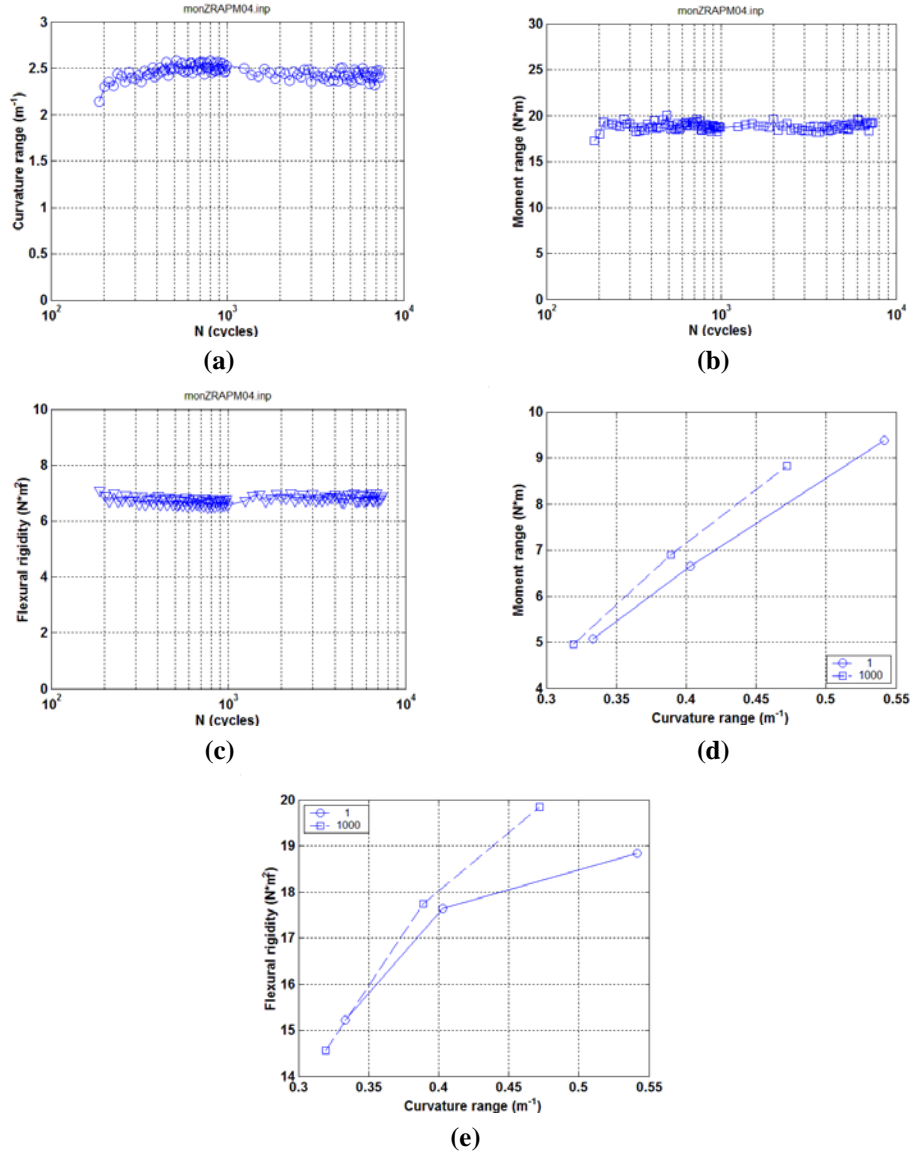 monZRAPM04.inp
3
2.5
2
1.5
1
0.5
0
Curvature range (m⁻¹)
10² 10³ 10⁴
N (cycles)
(a)
monZRAPM04.inp
30
25
20
15
10
5
0
Moment range (N*m)
10² 10³ 10⁴
N (cycles)
(b)
monZRAPM04.inp
10
8
6
4
2
0
Flexural rigidity (N*m²)
10² 10³ 10⁴
N (cycles)
(c)
10
9
8
7
6
5
4
Moment range (N*m)
1
1000
0.3 0.35 0.4 0.45 0.5 0.55
Curvature range (m⁻¹)
(d)
20
19
18
17
16
15
14
Flexural rigidity (N*m²)
1
1000
0.3 0.35 0.4 0.45 0.5 0.55
Curvature range (m⁻¹)
(e)